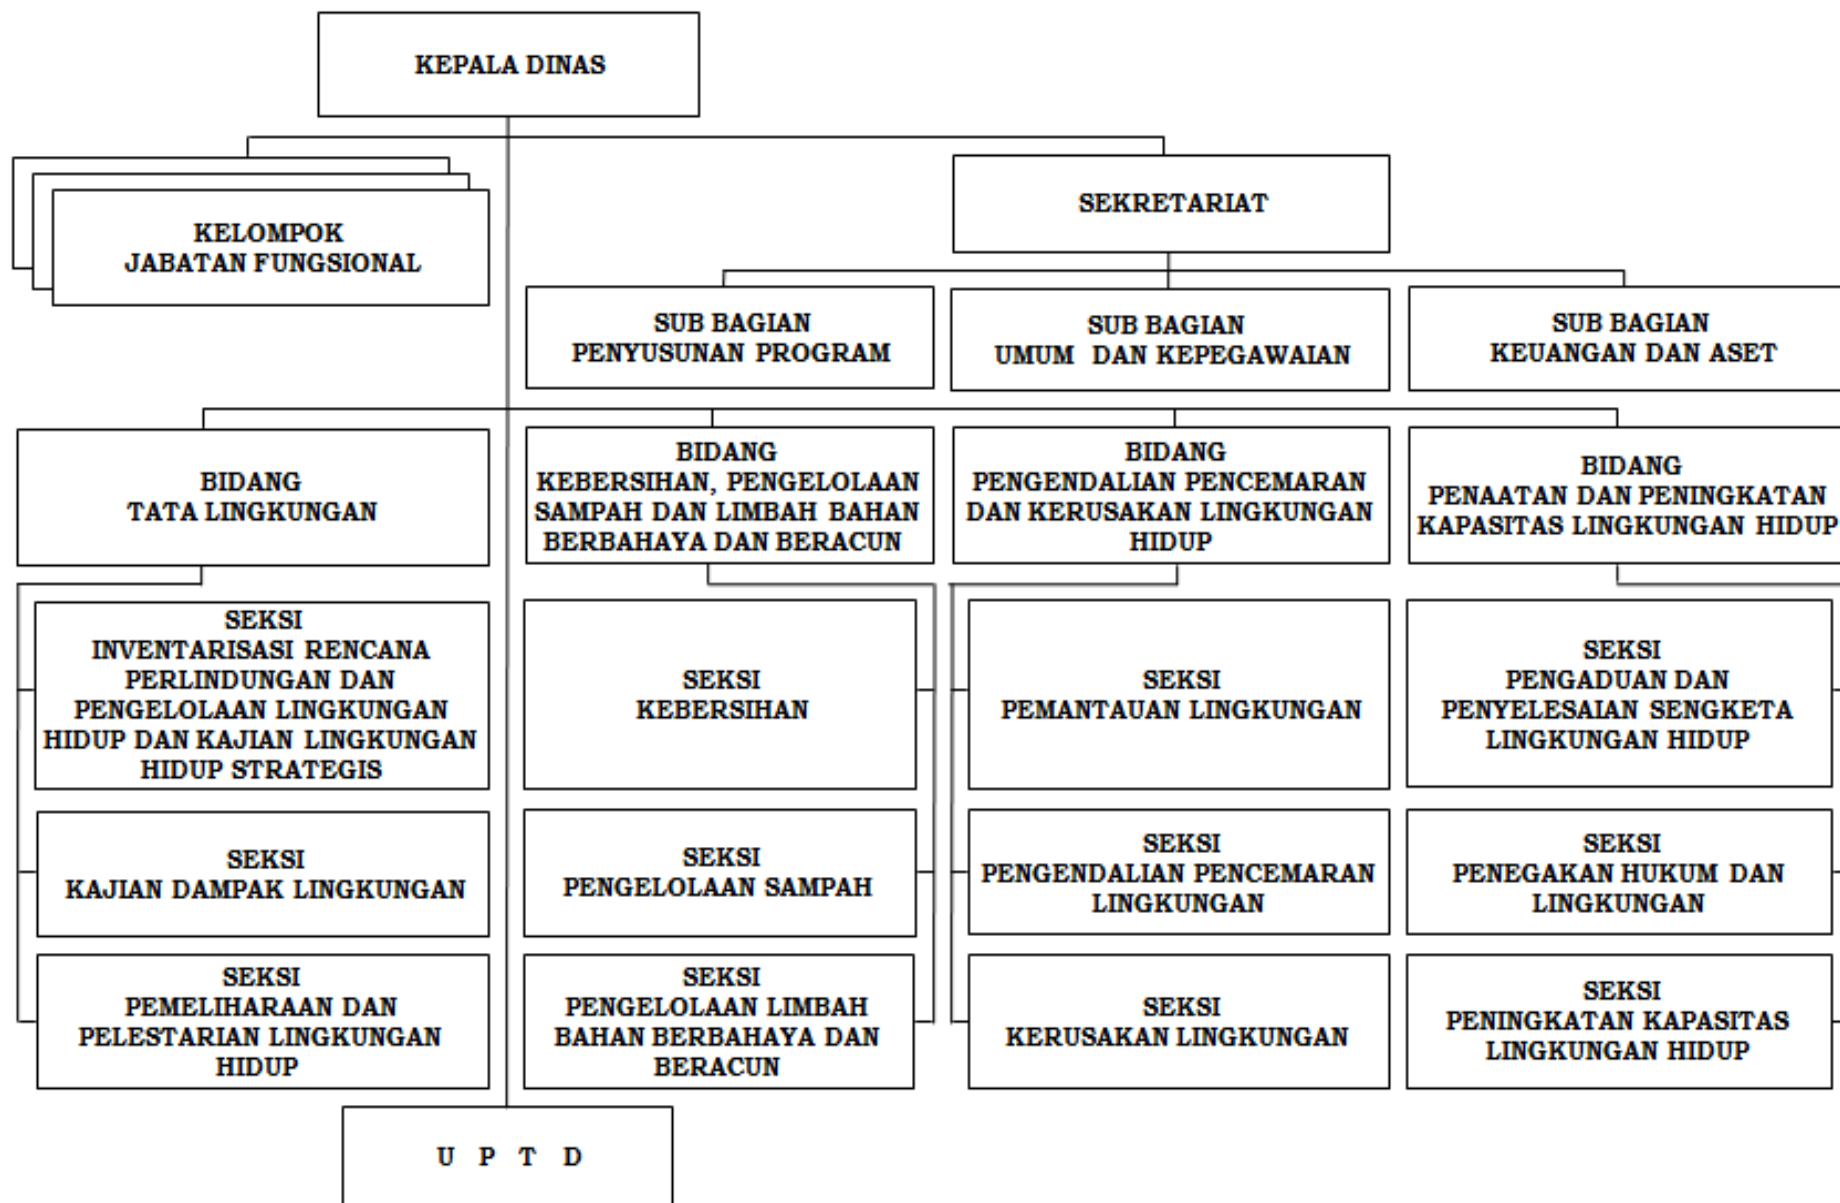 KEPALA DINAS
KELOMPOK
JABATAN FUNGSIONAL
SEKRETARIAT
SUB BAGIAN
PENYUSUNAN PROGRAM
SUB BAGIAN
UMUM DAN KEPEGAWAIAN
SUB BAGIAN
KEUANGAN DAN ASET
BIDANG
TATA LINGKUNGAN
BIDANG
KEBERSIHAN, PENGELOLAAN
SAMPAH DAN LIMBAH BAHAN
BERBAHAYA DAN BERACUN
BIDANG
PENGENDALIAN PENCEMARAN
DAN KERUSAKAN LINGKUNGAN
HIDUP
BIDANG
PENAATAN DAN PENINGKATAN
KAPASITAS LINGKUNGAN HIDUP
SEKSI
INVENTARISASI RENCANA
PERLINDUNGAN DAN
PENGELOLAAN LINGKUNGAN
HIDUP DAN KAJIAN LINGKUNGAN
HIDUP STRATEGIS
SEKSI
KEBERSIHAN
SEKSI
PEMANTAUAN LINGKUNGAN
SEKSI
PENGADUAN DAN
PENYELESAIAN SENGKETA
LINGKUNGAN HIDUP
SEKSI
KAJIAN DAMPAK LINGKUNGAN
SEKSI
PENGELOLAAN SAMPAH
SEKSI
PENGENDALIAN PENCEMARAN
LINGKUNGAN
SEKSI
PENEGAKAN HUKUM DAN
LINGKUNGAN
SEKSI
PEMELIHARAAN DAN
PELESTARIAN LINGKUNGAN
HIDUP
SEKSI
PENGELOLAAN LIMBAH
BAHAN BERBAHAYA DAN
BERACUN
SEKSI
KERUSAKAN LINGKUNGAN
SEKSI
PENINGKATAN KAPASITAS
LINGKUNGAN HIDUP
U P T D